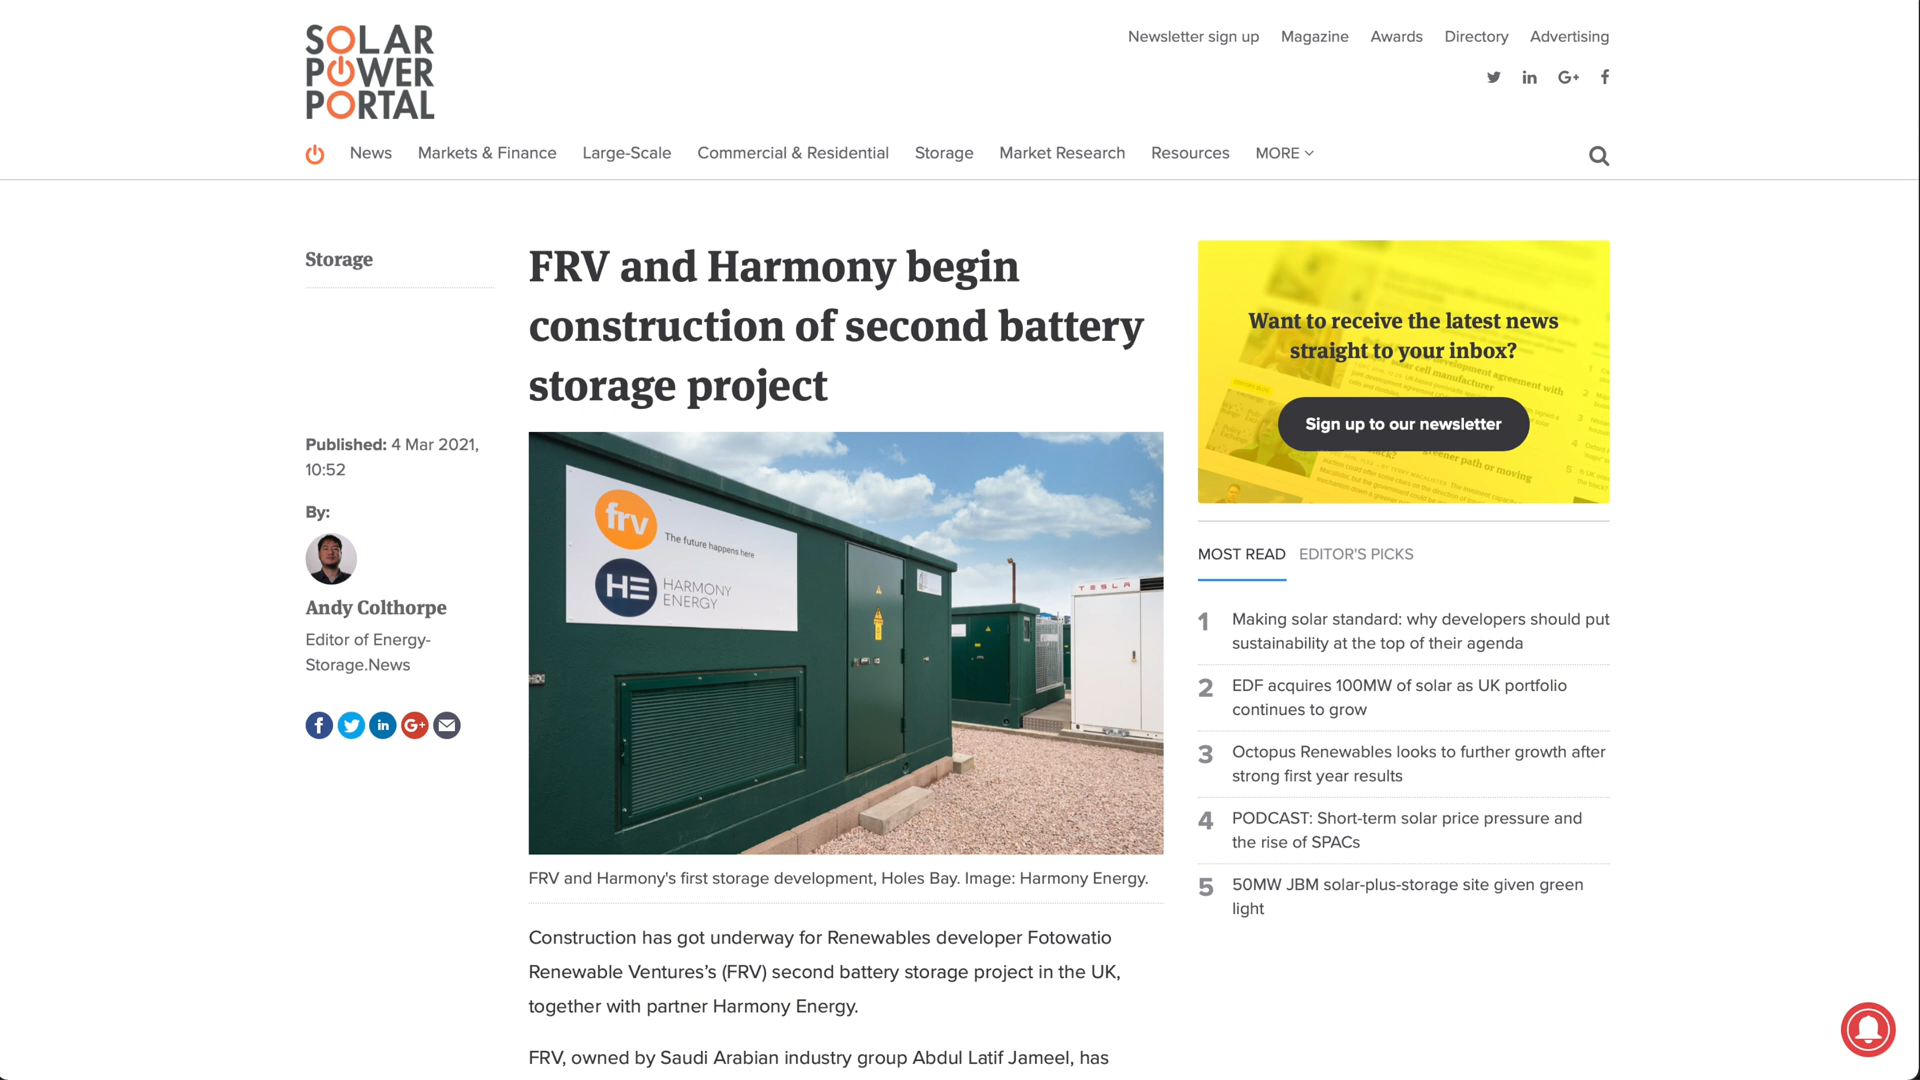 SOLAR
POWER
PORTAL
Newsletter sign up Magazine Awards Directory Advertising
News Markets & Finance Large-Scale Commercial & Residential Storage Market Research Resources MORE
Storage
FRV and Harmony begin
construction of second battery
storage project
Published: 4 Mar 2021,
10:52
By:
Andy Colthorpe
Editor of Energy-
Storage.News
frv
The future happens here
HE
HARMONY
ENERGY
TESLA
FRV and Harmony's first storage development, Holes Bay. Image: Harmony Energy.
Construction has got underway for Renewables developer Fotowatio
Renewable Ventures's (FRV) second battery storage project in the UK,
together with partner Harmony Energy.
FRV, owned by Saudi Arabian industry group Abdul Latif Jameel, has
Want to receive the latest news
straight to your inbox?
Sign up to our newsletter
MOST READ EDITOR'S PICKS
1 Making solar standard: why developers should put
sustainability at the top of their agenda
2 EDF acquires 100MW of solar as UK portfolio
continues to grow
3 Octopus Renewables looks to further growth after
strong first year results
4 PODCAST: Short-term solar price pressure and
the rise of SPACs
5 50MW JBM solar-plus-storage site given green
light